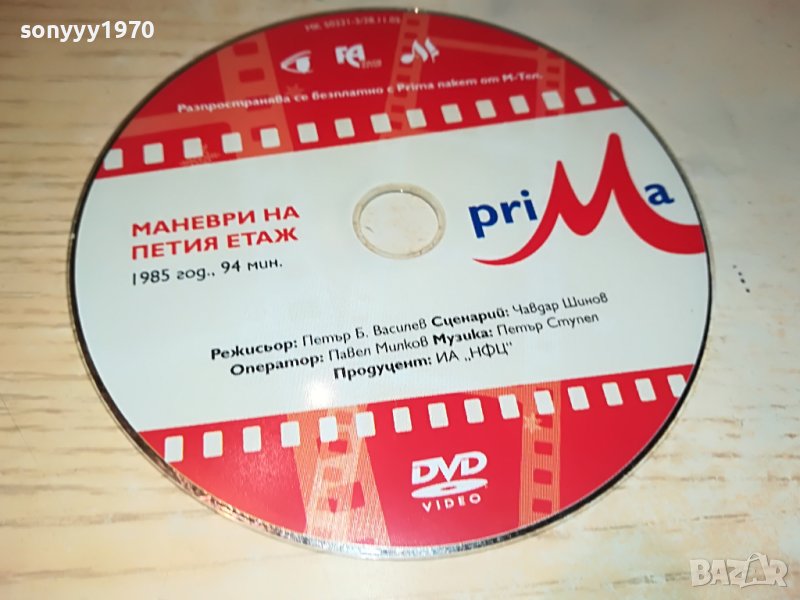 sonyyy1970
Разпространява се безплатно с Prima пакет от М-Тел.
МАНЕВРИ НА
ПЕТИЯ ЕТАЖ
1985 год., 94 мин.
priMa
Режисьор: Петър Б. Василев Сценарий: Чавдар Шинов
Оператор: Павел Милков Музика: Петър Ступел
Продуцент: ИА „НФЦ“
DVD
VIDEO
BAZAR